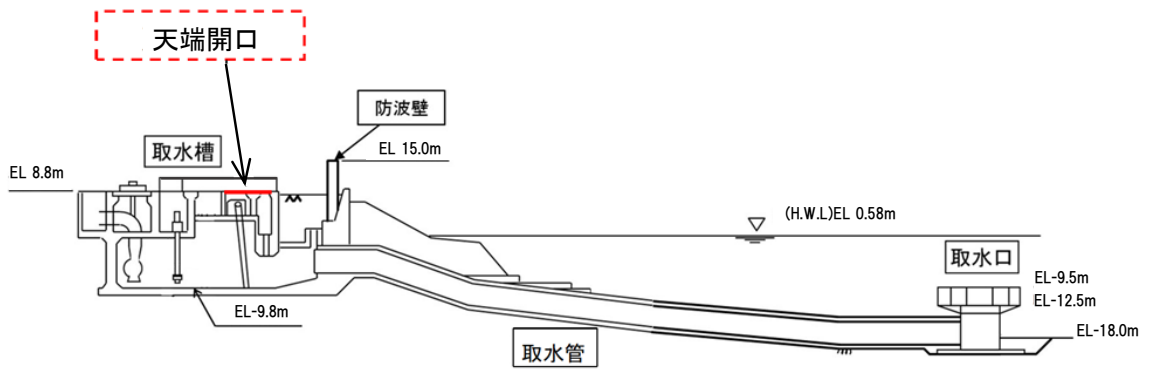 天端開口
防波壁
取水槽
EL 15.0m
EL 8.8m
(H.W.L)EL 0.58m
取水口
EL-9.5m
EL-12.5m
EL-9.8m
EL-18.0m
取水管